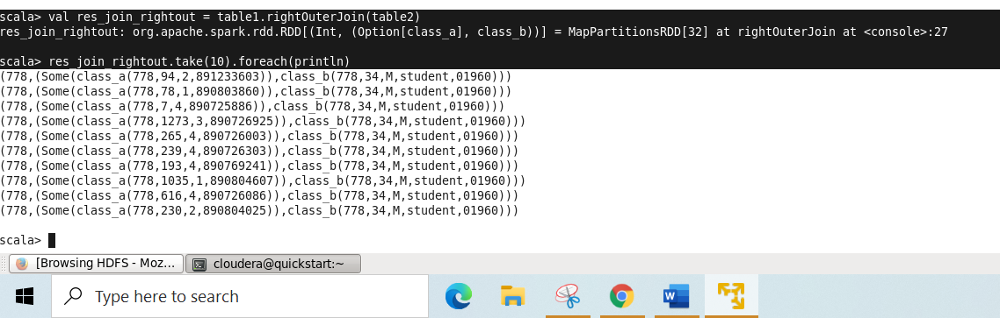 scala> val res_join_rightout = table1.rightOuterJoin(table2)
res_join_rightout: org.apache.spark.rdd.RDD[(Int, (Option[class_a], class_b))] = MapPartitionsRDD[32] at rightOuterJoin at <console>:27
scala> res_join_rightout.take(10).foreach(println)
(778,(Some(class_a(778,94,2,891233603)),class_b(778,34,M,student,01960)))
(778,(Some(class_a(778,78,1,890803860)),class_b(778,34,M,student,01960)))
(778,(Some(class_a(778,7,4,890725886)),class_b(778,34,M,student,01960)))
(778,(Some(class_a(778,1273,3,890726925)),class_b(778,34,M,student,01960)))
(778,(Some(class_a(778,265,4,890726003)),class_b(778,34,M,student,01960)))
(778,(Some(class_a(778,239,4,890726303)),class_b(778,34,M,student,01960)))
(778,(Some(class_a(778,193,4,890769241)),class_b(778,34,M,student,01960)))
(778,(Some(class_a(778,1035,1,890804607)),class_b(778,34,M,student,01960)))
(778,(Some(class_a(778,616,4,890726086)),class_b(778,34,M,student,01960)))
(778,(Some(class_a(778,230,2,890804025)),class_b(778,34,M,student,01960)))
scala>
[Browsing HDFS - Moz... cloudera@quickstart:~
Type here to search W